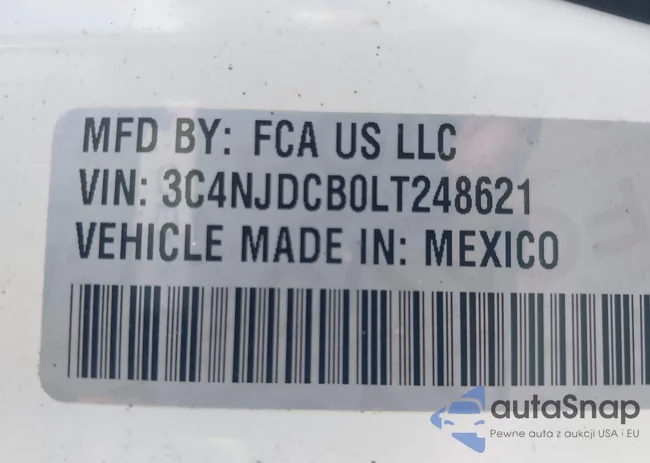 MFD BY: FCA US LLC
VIN: 3C4NJDCB0LT248621
VEHICLE MADE IN: MEXICO
autaSnap
Pewne auta z aukcji USA i EU